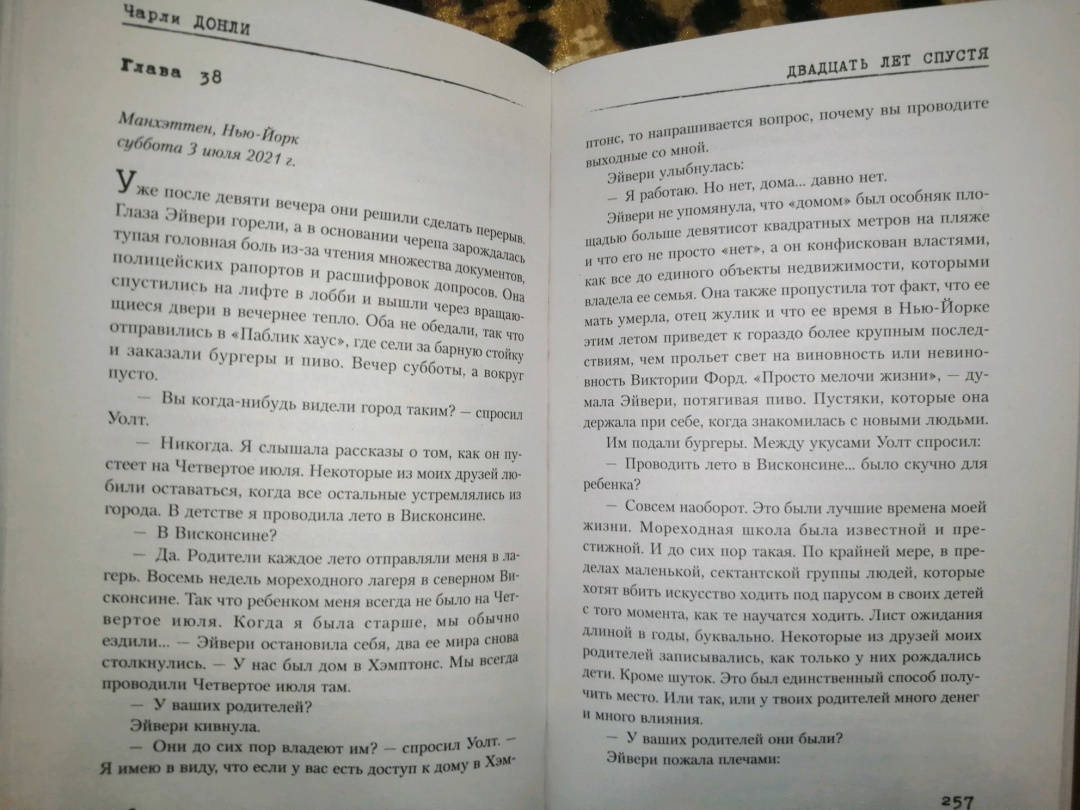 Чарли ДОНЛИ
Глава 38
Манхэттен, Нью-Йорк
суббота 3 июля 2021 г.
Уже после девяти вечера они решили сделать перерыв.
Глаза Эйвери горели, а в основании черепа зарождалась
тупая головная боль из-за чтения множества документов,
полицейских рапортов и расшифровок допросов. Она
спустились на лифте в лобби и вышли через вращаю-
щиеся двери в вечернее тепло. Оба не обедали, так что
отправились в «Паблик хаус», где сели за барную стойку
и заказали бургеры и пиво. Вечер субботы, а вокруг
пусто.
— Вы когда-нибудь видели город таким? — спросил
Уолт.
— Никогда. Я слышала рассказы о том, как он пу-
стеет на Четвертое июля. Некоторые из моих друзей лю-
били оставаться, когда все остальные устремлялись из
города. В детстве я проводила лето в Висконсине.
— В Висконсине?
— Да. Родители каждое лето отправляли меня в ла-
герь. Восемь недель мореходного лагеря в северном Ви-
сконсине. Так что ребенком меня всегда не было на Чет-
вертое июля. Когда я была старше, мы обычно
ездили... — Эйвери остановила себя, два ее мира снова
столкнулись. — У нас был дом в Хэмптонс. Мы всегда
проводили Четвертое июля там.
— У ваших родителей?
Эйвери кивнула.
— Они до сих пор владеют им? — спросил Уолт. —
Я имею в виду, что если у вас есть доступ к дому в Хэм-
ДВАДЦАТЬ ЛЕТ СПУСТЯ
птонс, то напрашивается вопрос, почему вы проводите
выходные со мной.
Эйвери улыбнулась:
— Я работаю. Но нет, дома... давно нет.
Эйвери не упомянула, что «домом» был особняк пло-
щадью больше девятисот квадратных метров на пляже
и что его не просто «нет», а он конфискован властями,
как все до единого объекты недвижимости, которыми
владела ее семья. Она также пропустила тот факт, что ее
мать умерла, отец жулик и что ее время в Нью-Йорке
этим летом приведет к гораздо более крупным послед-
ствиям, чем прольет свет на виновность или невино-
вность Виктории Форд. «Просто мелочи жизни», — ду-
мала Эйвери, потягивая пиво. Пустяки, которые она
держала при себе, когда знакомилась с новыми людьми.
Им подали бургеры. Между укусами Уолт спросил:
— Проводить лето в Висконсине... было скучно для
ребенка?
— Совсем наоборот. Это были лучшие времена моей
жизни. Мореходная школа была известной и пре-
стижной. И до сих пор такая. По крайней мере, в пре-
делах маленькой, сектантской группы людей, которые
хотят вбить искусство ходить под парусом в своих детей
с того момента, как те научатся ходить. Лист ожидания
длиной в годы, буквально. Некоторые из друзей моих
родителей записывались, как только у них рождались
дети. Кроме шуток. Это был единственный способ полу-
чить место. Или так, или у твоих родителей много денег
и много влияния.
— У ваших родителей они были?
Эйвери пожала плечами:
257